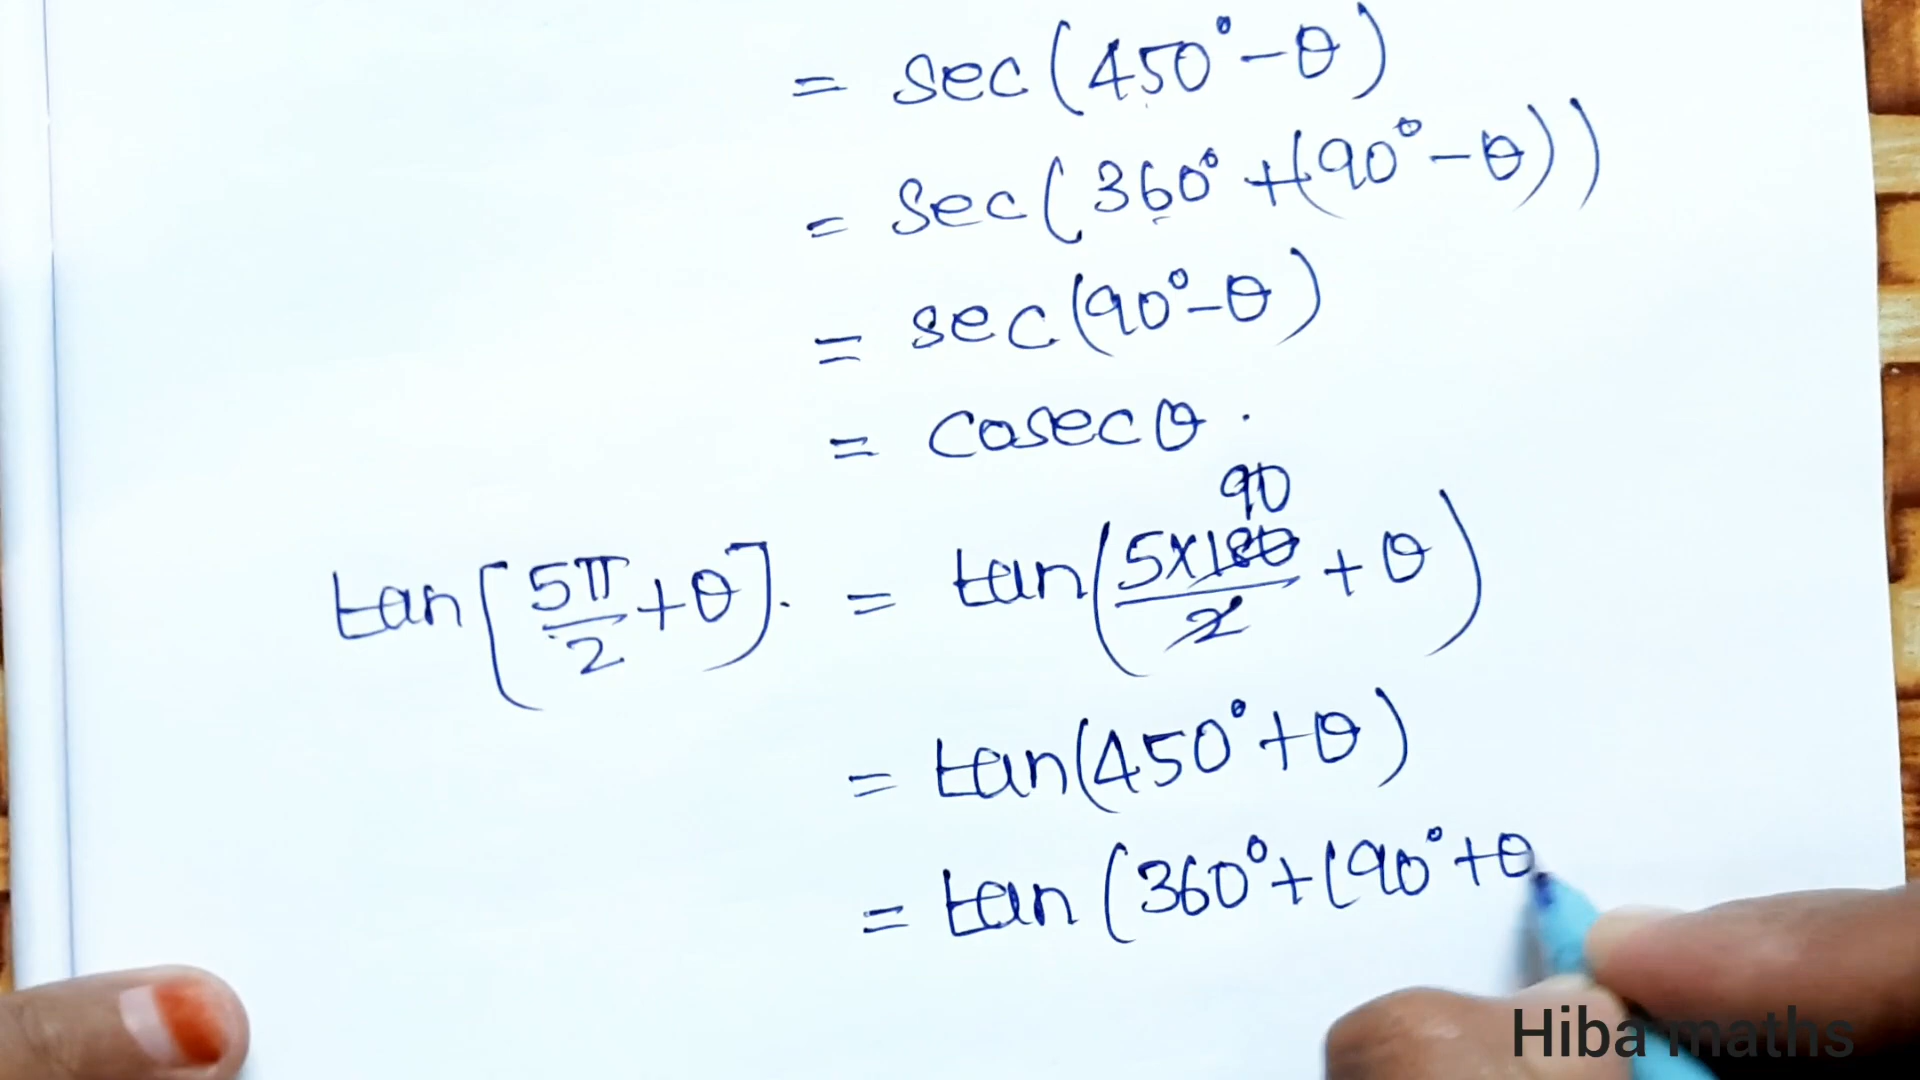 = sec(450°-θ)
= sec(360°+(90°-θ))
= sec(90°-θ)
= cosecθ.
90
tan[5π/2+θ]. = tan(5×180/2+θ)
= tan(450°+θ)
= tan(360°+(90°+θ
Hiba maths